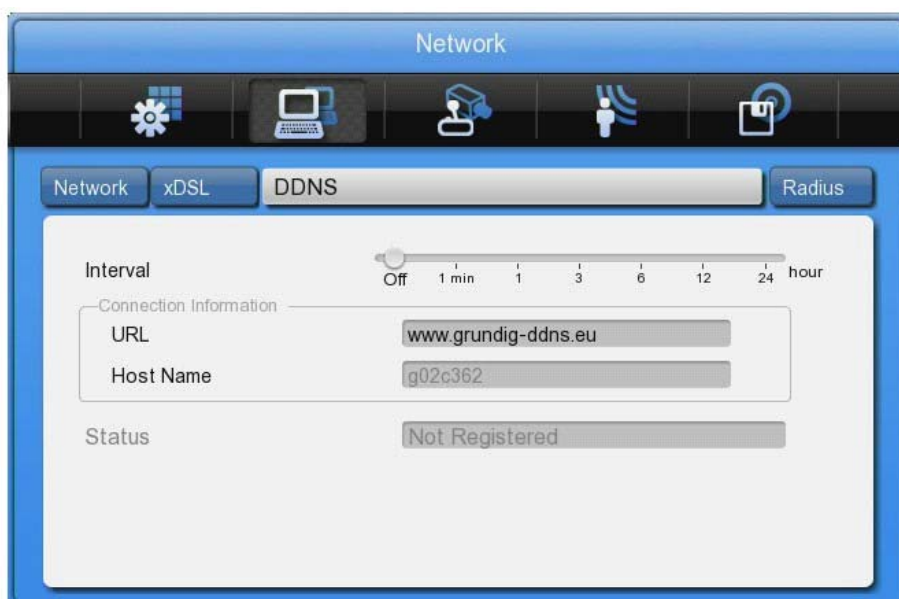 Network
Network xDSL DDNS Radius
Interval
Off 1 min 1 3 6 12 24 hour
Connection Information
URL www.grundig-ddns.eu
Host Name g02c362
Status Not Registered